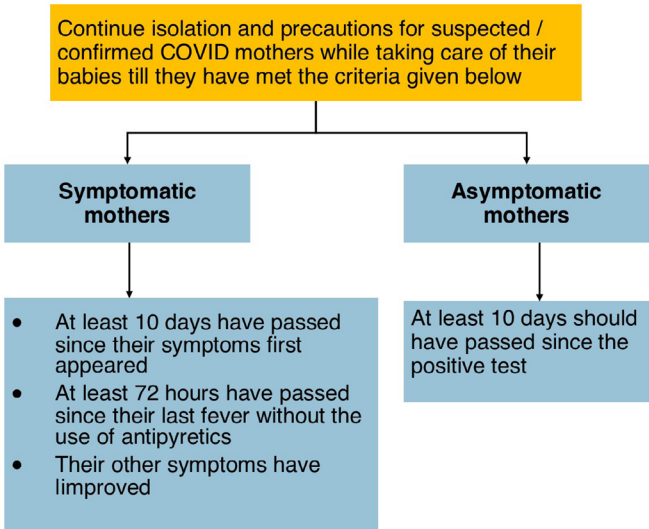 Continue isolation and precautions for suspected /
confirmed COVID mothers while taking care of their
babies till they have met the criteria given below
Symptomatic
mothers
Asymptomatic
mothers
• At least 10 days have passed
since their symptoms first
appeared
• At least 72 hours have passed
since their last fever without the
use of antipyretics
• Their other symptoms have
limproved
At least 10 days should
have passed since the
positive test